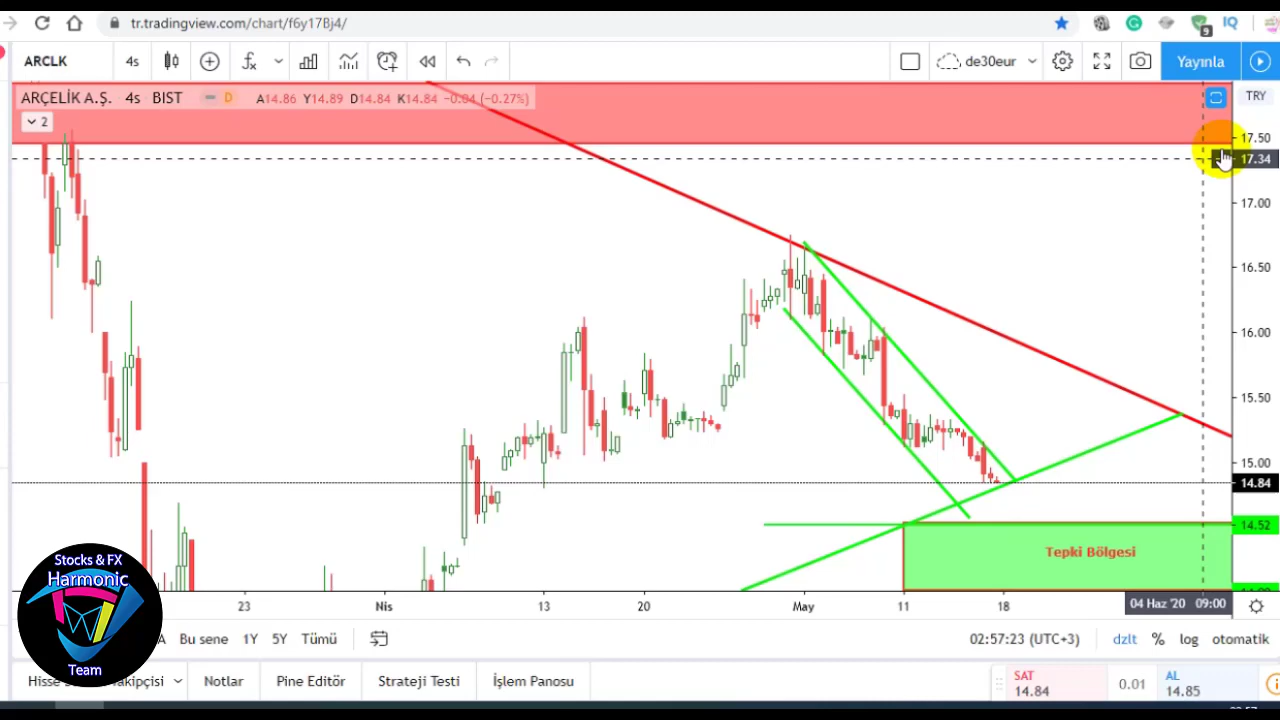 tr.tradingview.com/chart/f6y17Bj4/
9
IQ
ARCLK
4s
de30eur
Yayınla
ARÇELİK A.Ş. 4s BIST
D
A14.86 Y14.89 D14.84 K14.84 −0.04 (−0.27%)
2
TRY
17.50
17.34
17.00
16.50
16.00
15.50
15.00
14.84
14.52
Tepki Bölgesi
23
Nis
13
20
May
11
18
04 Haz '20 09:00
Stocks & FX
Harmonic
Team
Bu sene
1Y
5Y
Tümü
02:57:23 (UTC+3)
dzlt
%
log
otomatik
Notlar
Pine Editör
Strateji Testi
İşlem Panosu
SAT
14.84
0.01
AL
14.85